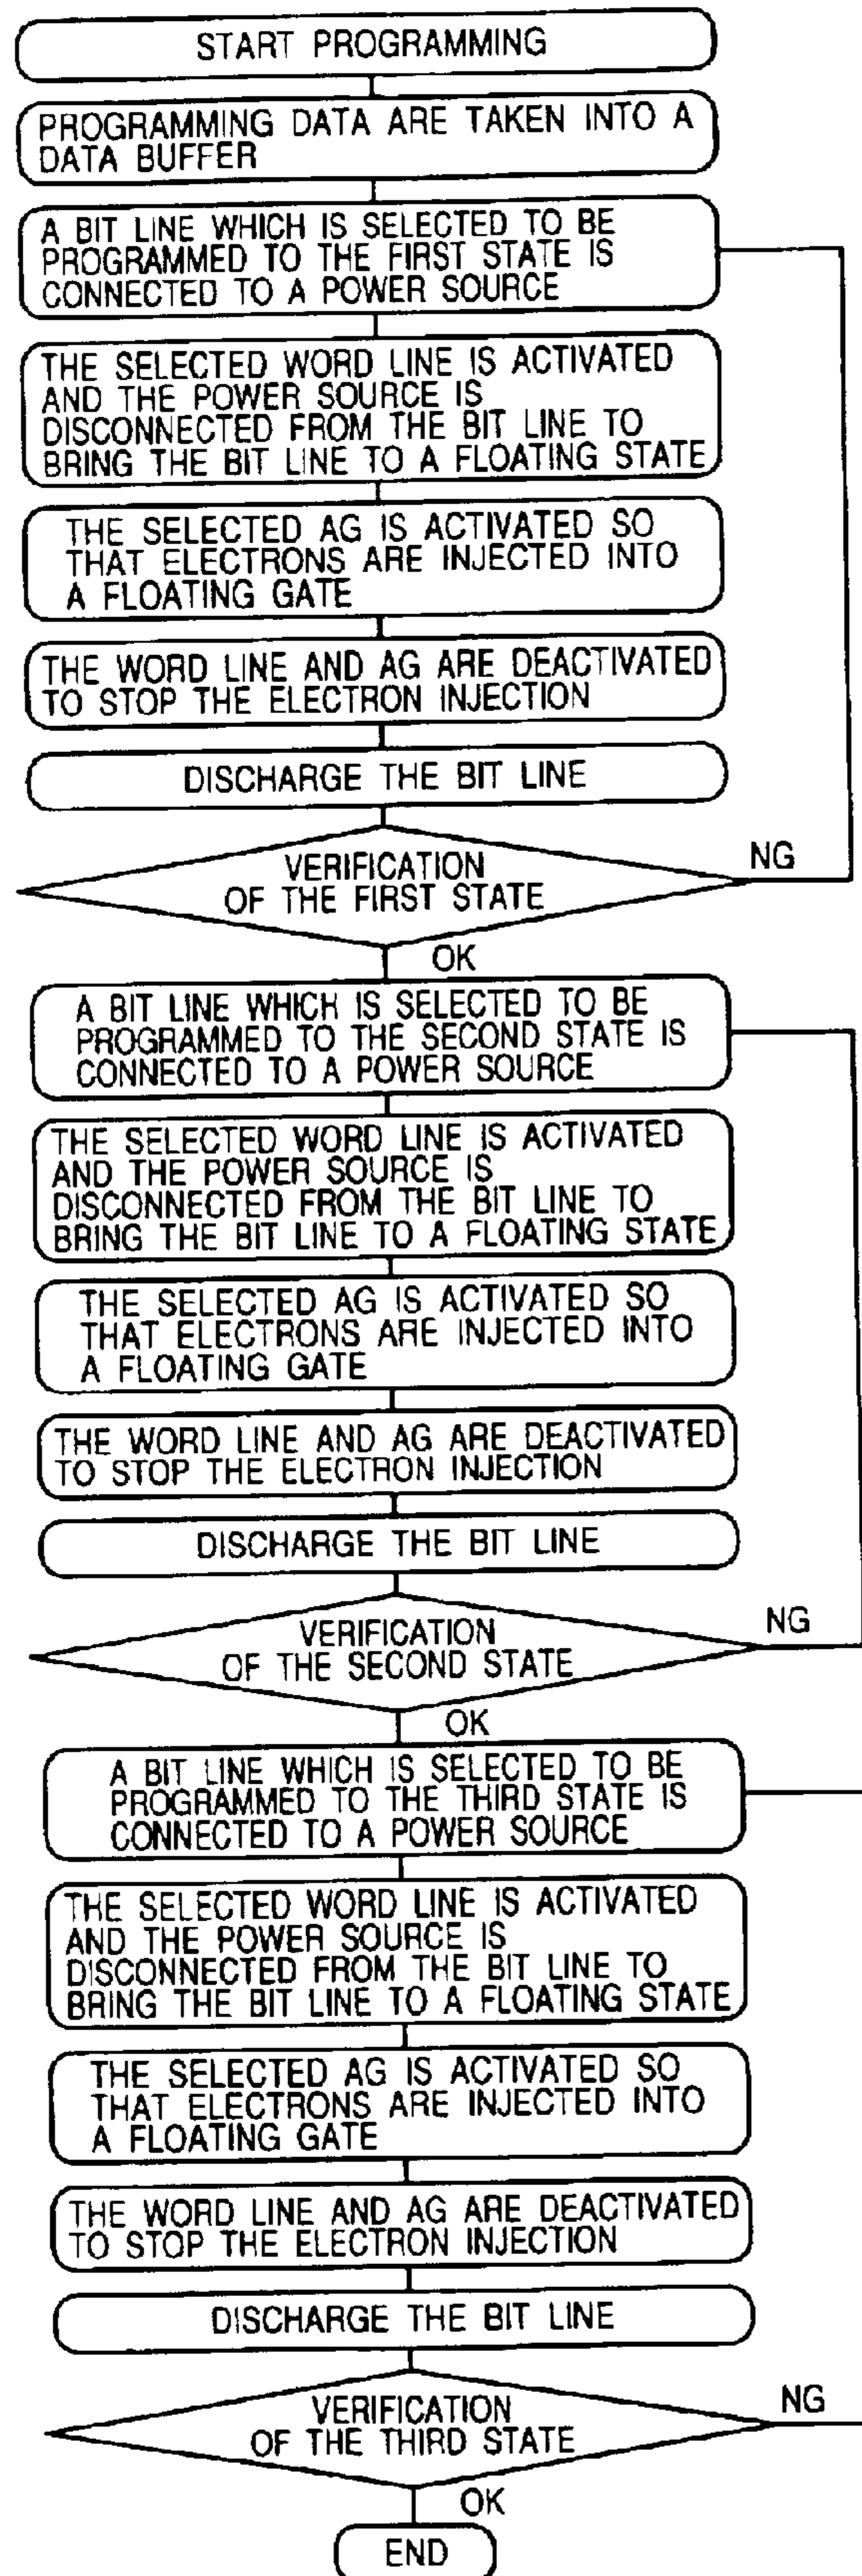 START PROGRAMMING
PROGRAMMING DATA ARE TAKEN INTO A
DATA BUFFER
A BIT LINE WHICH IS SELECTED TO BE
PROGRAMMED TO THE FIRST STATE IS
CONNECTED TO A POWER SOURCE
THE SELECTED WORD LINE IS ACTIVATED
AND THE POWER SOURCE IS
DISCONNECTED FROM THE BIT LINE TO
BRING THE BIT LINE TO A FLOATING STATE
THE SELECTED AG IS ACTIVATED SO
THAT ELECTRONS ARE INJECTED INTO
A FLOATING GATE
THE WORD LINE AND AG ARE DEACTIVATED
TO STOP THE ELECTRON INJECTION
DISCHARGE THE BIT LINE
VERIFICATION
OF THE FIRST STATE
NG
OK
A BIT LINE WHICH IS SELECTED TO BE
PROGRAMMED TO THE SECOND STATE IS
CONNECTED TO A POWER SOURCE
THE SELECTED WORD LINE IS ACTIVATED
AND THE POWER SOURCE IS
DISCONNECTED FROM THE BIT LINE TO
BRING THE BIT LINE TO A FLOATING STATE
THE SELECTED AG IS ACTIVATED SO
THAT ELECTRONS ARE INJECTED INTO
A FLOATING GATE
THE WORD LINE AND AG ARE DEACTIVATED
TO STOP THE ELECTRON INJECTION
DISCHARGE THE BIT LINE
VERIFICATION
OF THE SECOND STATE
NG
OK
A BIT LINE WHICH IS SELECTED TO BE
PROGRAMMED TO THE THIRD STATE IS
CONNECTED TO A POWER SOURCE
THE SELECTED WORD LINE IS ACTIVATED
AND THE POWER SOURCE IS
DISCONNECTED FROM THE BIT LINE TO
BRING THE BIT LINE TO A FLOATING STATE
THE SELECTED AG IS ACTIVATED SO
THAT ELECTRONS ARE INJECTED INTO
A FLOATING GATE
THE WORD LINE AND AG ARE DEACTIVATED
TO STOP THE ELECTRON INJECTION
DISCHARGE THE BIT LINE
VERIFICATION
OF THE THIRD STATE
NG
OK
END